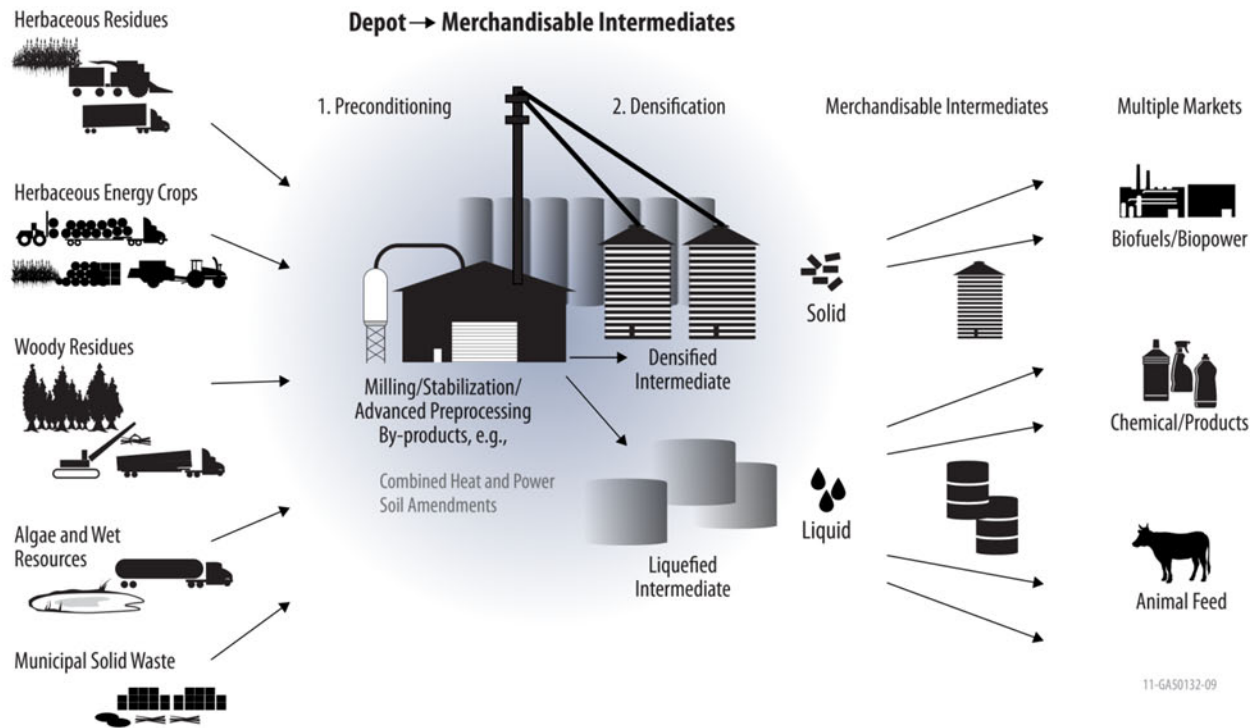 Herbaceous Residues
Depot → Merchandisable Intermediates
1. Preconditioning
2. Densification
Merchandisable Intermediates
Multiple Markets
Herbaceous Energy Crops
Biofuels/Biopower
Solid
Woody Residues
Densified
Intermediate
Milling/Stabilization/
Advanced Preprocessing
By-products, e.g.,
Chemical/Products
Combined Heat and Power
Soil Amendments
Algae and Wet
Resources
Liquid
Liquefied
Intermediate
Animal Feed
Municipal Solid Waste
11-GA50132-09